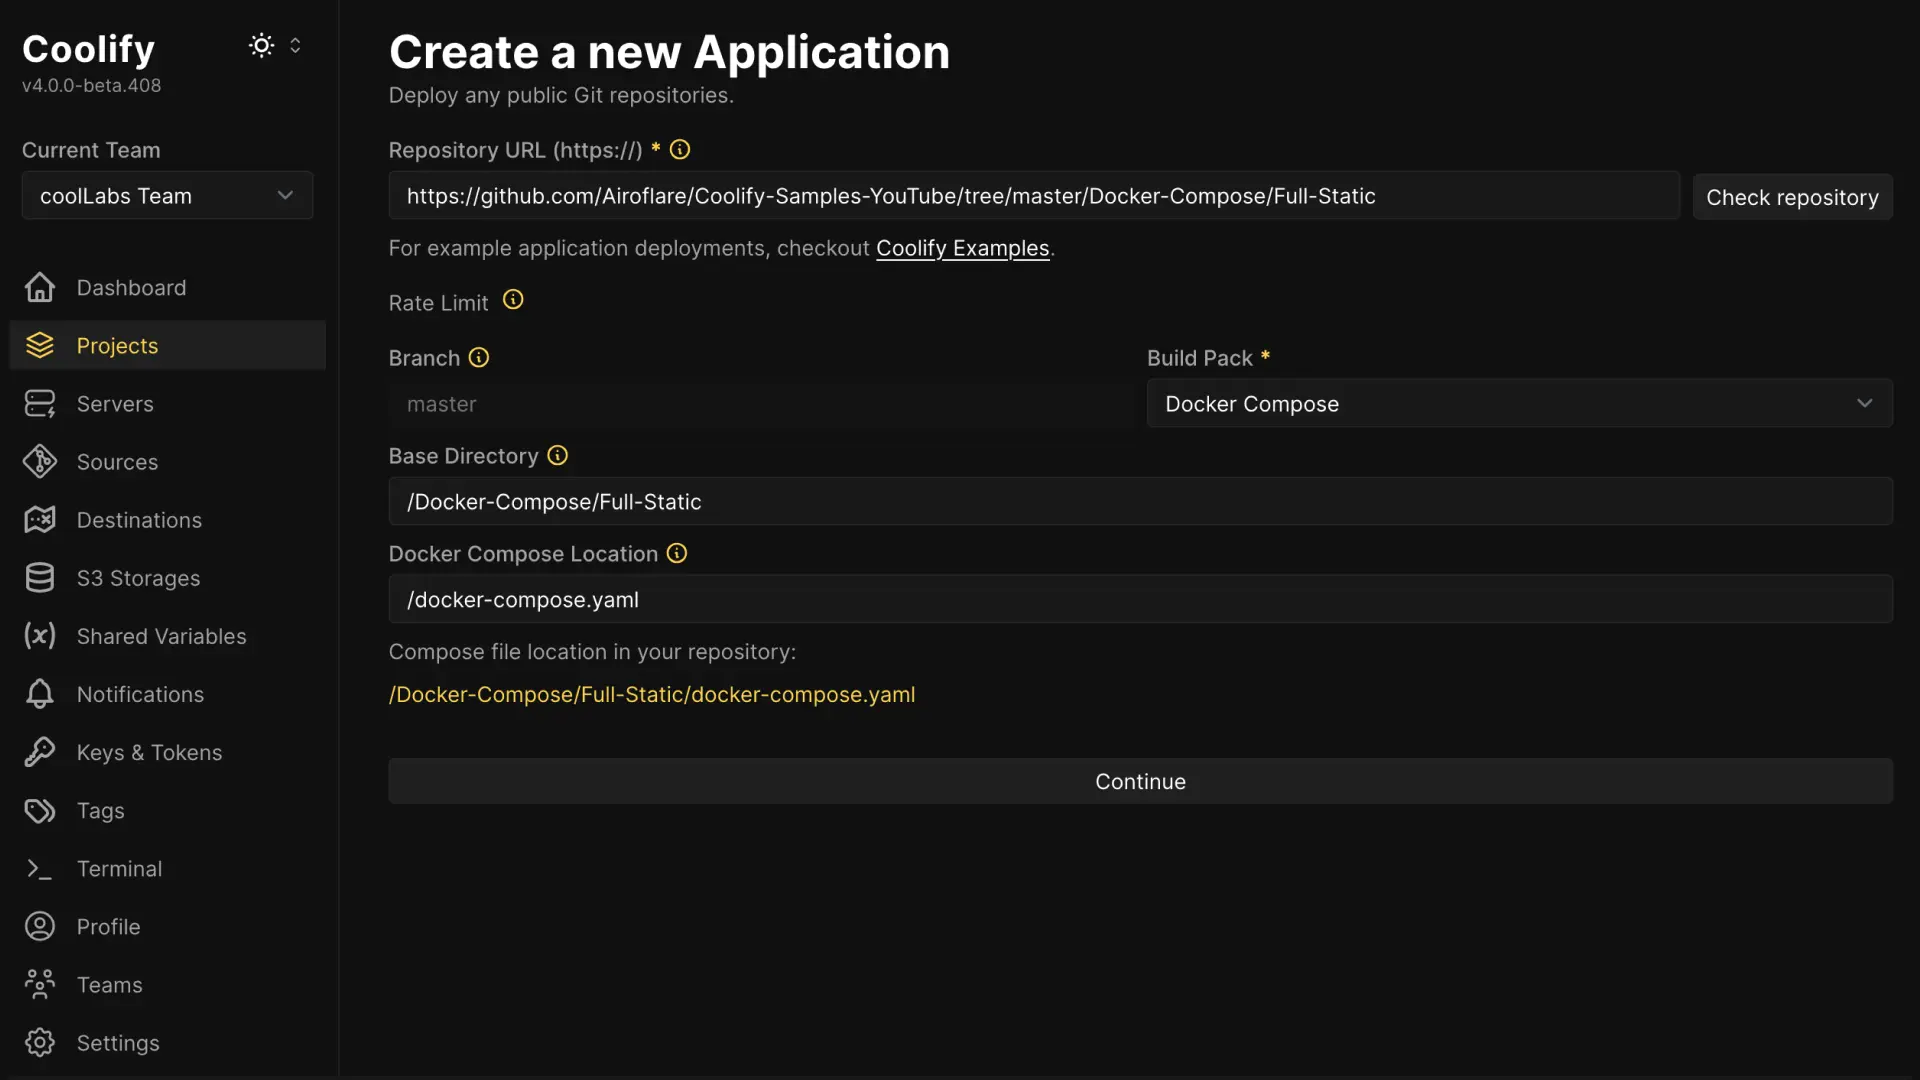 Coolify
v4.0.0-beta.408
Current Team
coolLabs Team
Dashboard
Projects
Servers
Sources
Destinations
S3 Storages
Shared Variables
Notifications
Keys & Tokens
Tags
Terminal
Profile
Teams
Settings
Create a new Application
Deploy any public Git repositories.
Repository URL (https://) *
https://github.com/Airoflare/Coolify-Samples-YouTube/tree/master/Docker-Compose/Full-Static
Check repository
For example application deployments, checkout Coolify Examples.
Rate Limit
Branch
master
Build Pack *
Docker Compose
Base Directory
/Docker-Compose/Full-Static
Docker Compose Location
/docker-compose.yaml
Compose file location in your repository:
/Docker-Compose/Full-Static/docker-compose.yaml
Continue